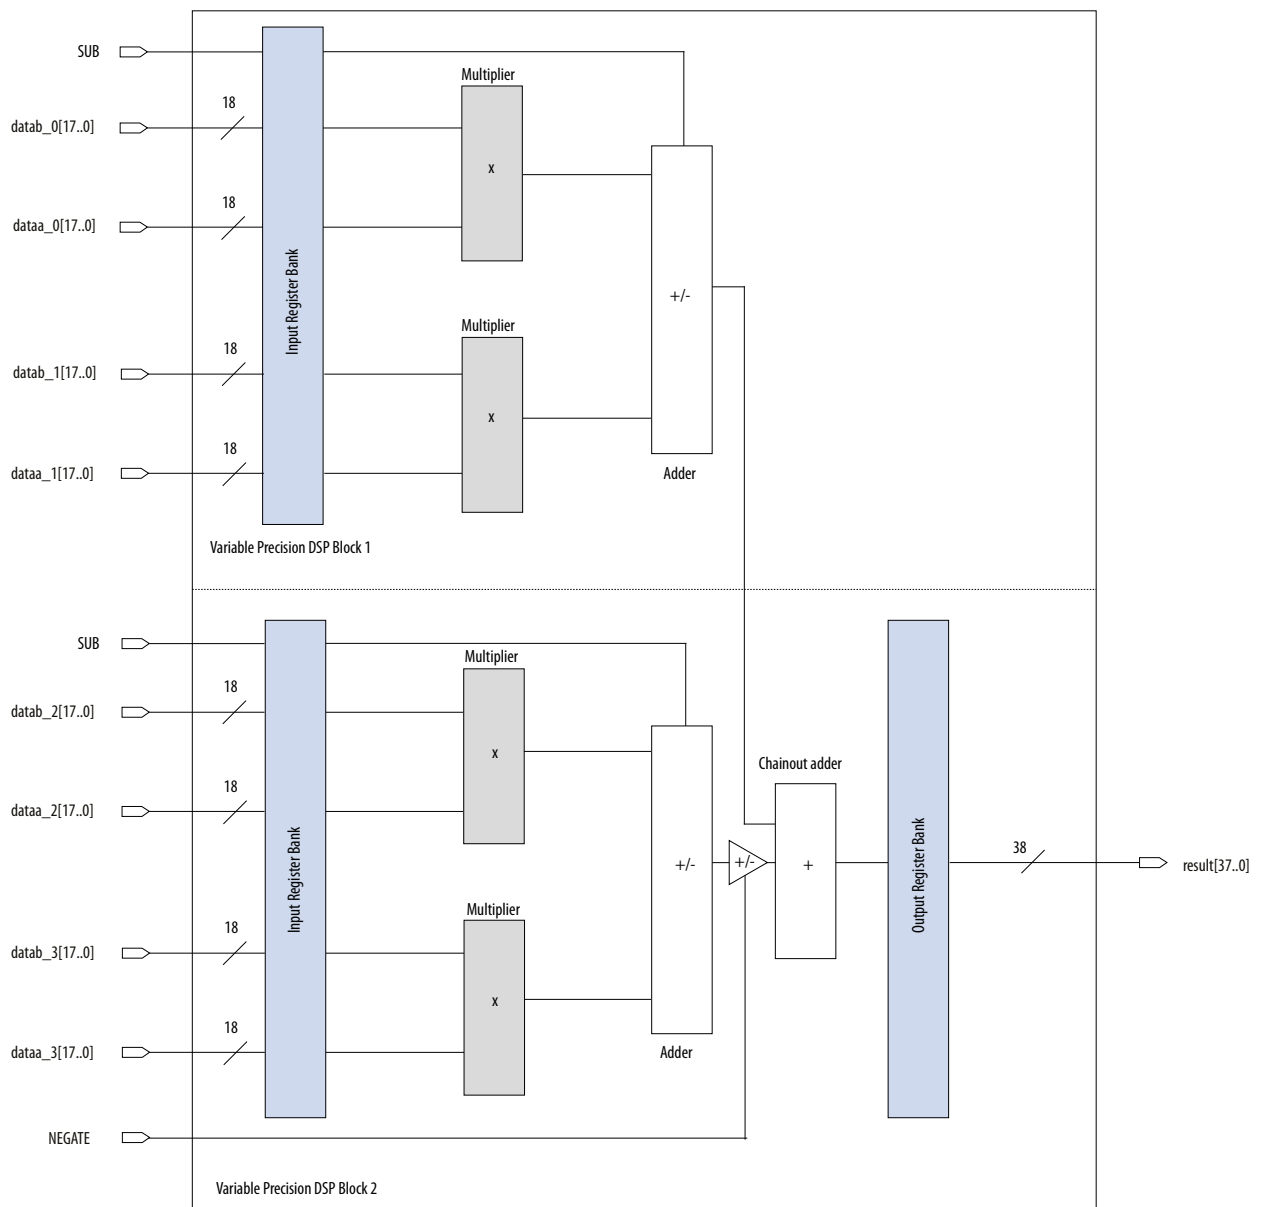 SUB
Multiplier
18
datab_0[17..0]
x
18
dataa_0[17..0]
Input Register Bank
+/-
Multiplier
18
datab_1[17..0]
x
18
dataa_1[17..0]
Adder
Variable Precision DSP Block 1
SUB
Multiplier
18
datab_2[17..0]
x
Chainout adder
18
dataa_2[17..0]
Input Register Bank
+/-
+/-
+
Output Register Bank
38
result[37..0]
Multiplier
18
datab_3[17..0]
x
18
dataa_3[17..0]
Adder
NEGATE
Variable Precision DSP Block 2